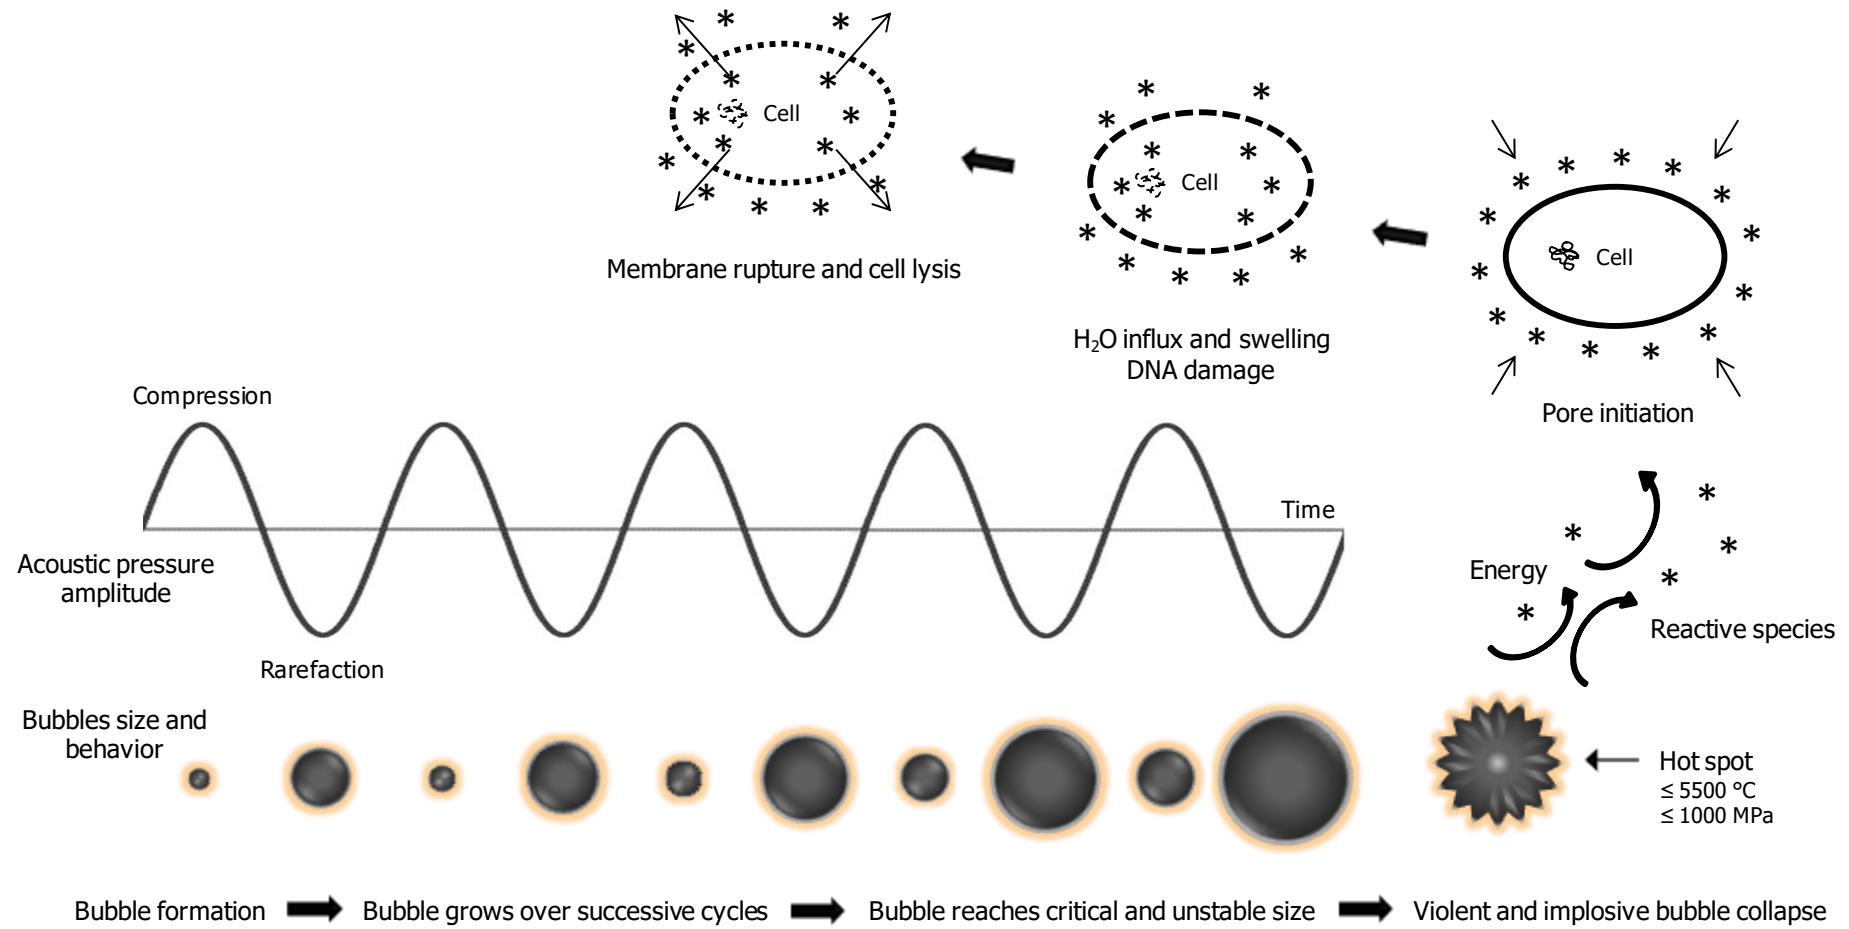 Cell
Membrane rupture and cell lysis
Cell
H₂O influx and swelling
DNA damage
Cell
Pore initiation
Compression
Time
Acoustic pressure
amplitude
Rarefaction
Energy
Reactive species
Bubbles size and
behavior
Hot spot
≤ 5500 °C
≤ 1000 MPa
Bubble formation
Bubble grows over successive cycles
Bubble reaches critical and unstable size
Violent and implosive bubble collapse